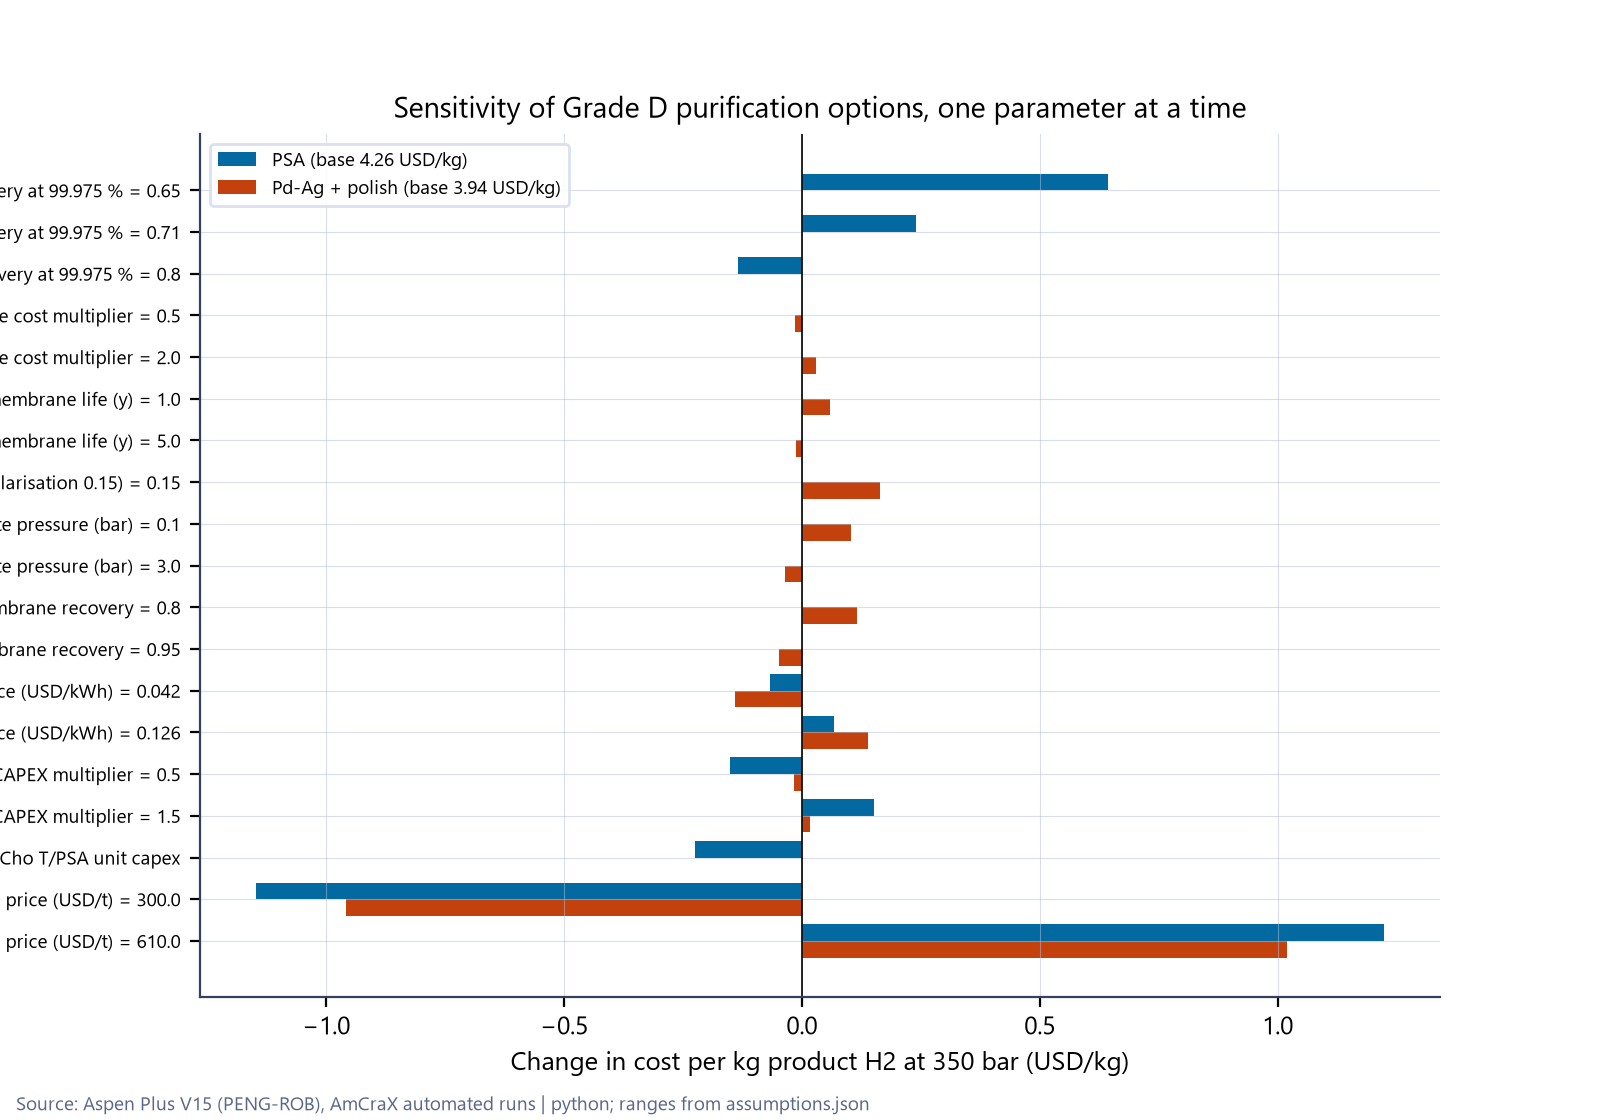 Sensitivity of Grade D purification options, one parameter at a time
PSA (base 4.26 USD/kg)
Pd-Ag + polish (base 3.94 USD/kg)
ery at 99.975 % = 0.65
ery at 99.975 % = 0.71
very at 99.975 % = 0.8
e cost multiplier = 0.5
e cost multiplier = 2.0
embrane life (y) = 1.0
embrane life (y) = 5.0
larisation 0.15) = 0.15
te pressure (bar) = 0.1
te pressure (bar) = 3.0
mbrane recovery = 0.8
brane recovery = 0.95
ce (USD/kWh) = 0.042
ce (USD/kWh) = 0.126
CAPEX multiplier = 0.5
CAPEX multiplier = 1.5
Cho T/PSA unit capex
price (USD/t) = 300.0
price (USD/t) = 610.0
−1.0 −0.5 0.0 0.5 1.0
Change in cost per kg product H2 at 350 bar (USD/kg)
Source: Aspen Plus V15 (PENG-ROB), AmCraX automated runs | python; ranges from assumptions.json